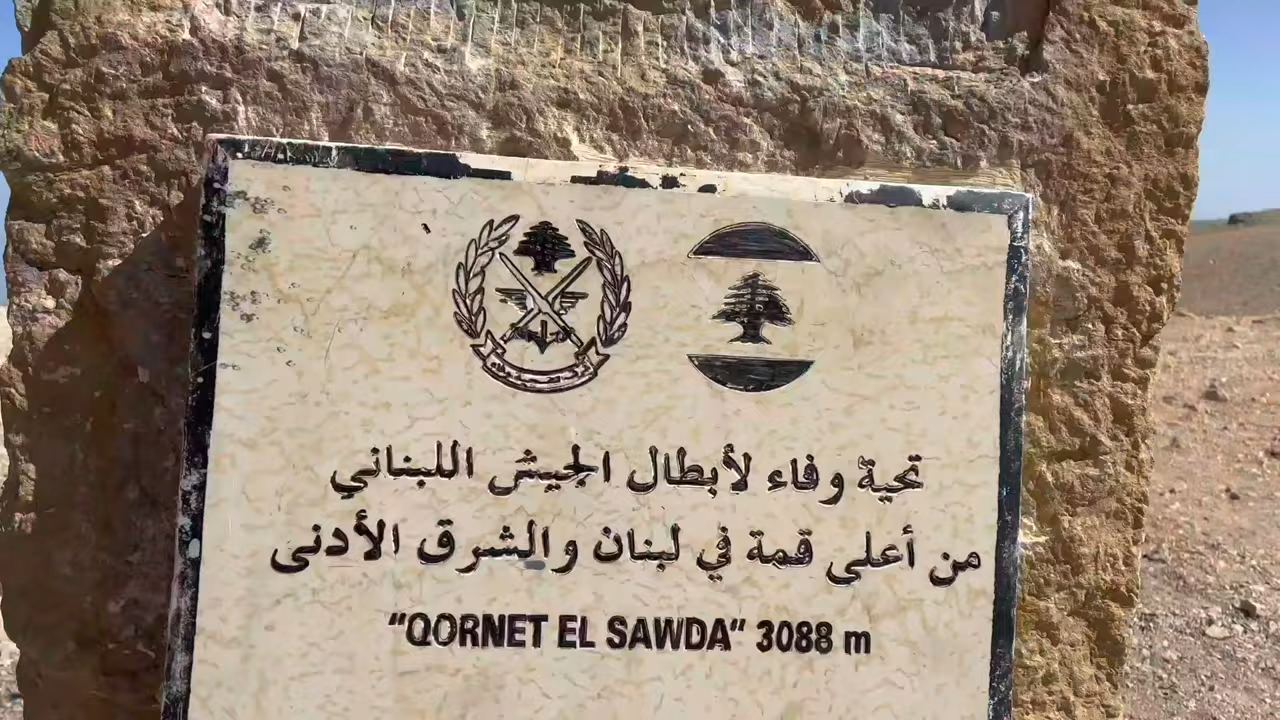 تحية وفاء لأبطال الجيش اللبناني
من أعلى قمة في لبنان والشرق الأدنى
"QORNET EL SAWDA" 3088 m